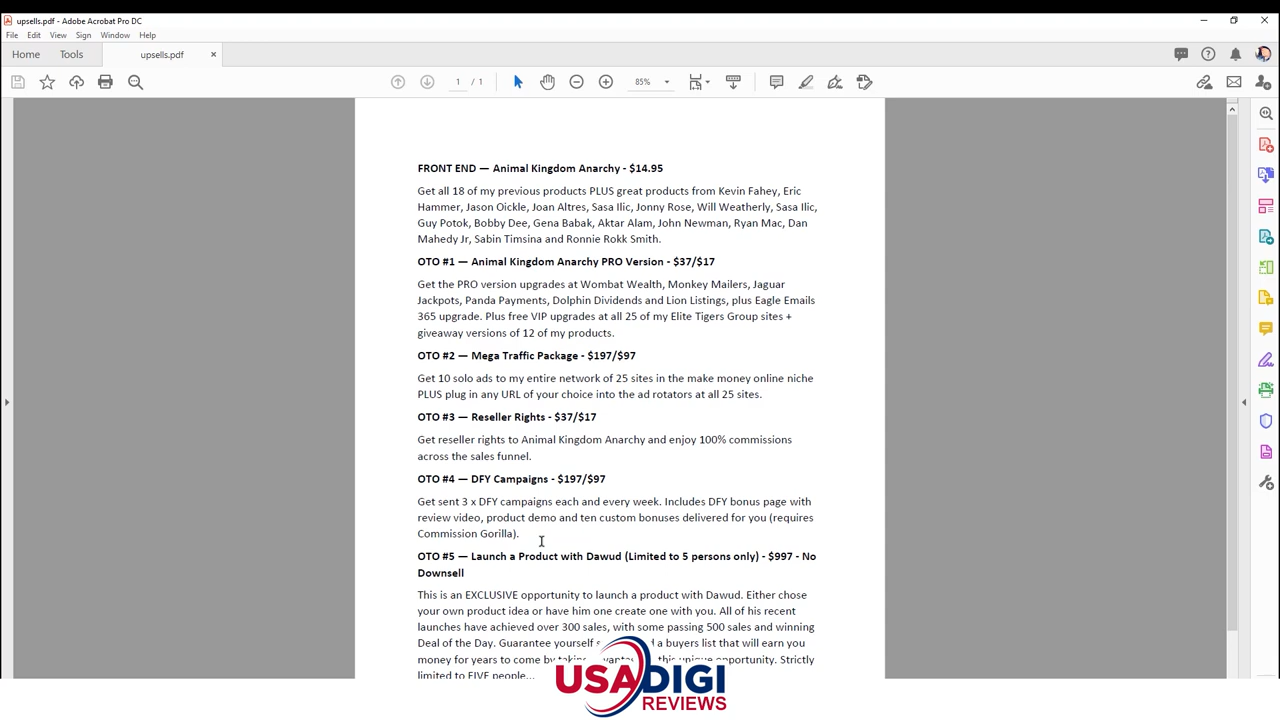 upsells.pdf - Adobe Acrobat Pro DC
File Edit View Sign Window Help
Home Tools upsells.pdf ×
1 / 1 85%
FRONT END — Animal Kingdom Anarchy - $14.95
Get all 18 of my previous products PLUS great products from Kevin Fahey, Eric
Hammer, Jason Oickle, Joan Altres, Sasa Ilic, Jonny Rose, Will Weatherly, Sasa Ilic,
Guy Potok, Bobby Dee, Gena Babak, Aktar Alam, John Newman, Ryan Mac, Dan
Mahedy Jr, Sabin Timsina and Ronnie Rokk Smith.
OTO #1 — Animal Kingdom Anarchy PRO Version - $37/$17
Get the PRO version upgrades at Wombat Wealth, Monkey Mailers, Jaguar
Jackpots, Panda Payments, Dolphin Dividends and Lion Listings, plus Eagle Emails
365 upgrade. Plus free VIP upgrades at all 25 of my Elite Tigers Group sites +
giveaway versions of 12 of my products.
OTO #2 — Mega Traffic Package - $197/$97
Get 10 solo ads to my entire network of 25 sites in the make money online niche
PLUS plug in any URL of your choice into the ad rotators at all 25 sites.
OTO #3 — Reseller Rights - $37/$17
Get reseller rights to Animal Kingdom Anarchy and enjoy 100% commissions
across the sales funnel.
OTO #4 — DFY Campaigns - $197/$97
Get sent 3 x DFY campaigns each and every week. Includes DFY bonus page with
review video, product demo and ten custom bonuses delivered for you (requires
Commission Gorilla).
OTO #5 — Launch a Product with Dawud (Limited to 5 persons only) - $997 - No
Downsell
This is an EXCLUSIVE opportunity to launch a product with Dawud. Either chose
your own product idea or have him one create one with you. All of his recent
launches have achieved over 300 sales, with some passing 500 sales and winning
Deal of the Day. Guarantee yourself a buyers list that will earn you
money for years to come by this unique opportunity. Strictly
limited to FIVE people...
USADIGI
REVIEWS